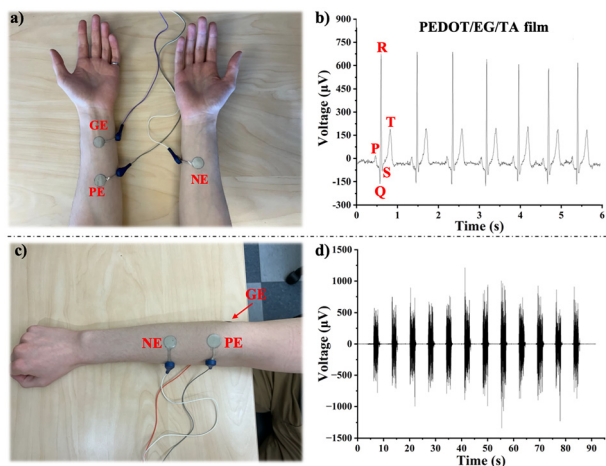 a)
GE
PE
NE
b)
PEDOT/EG/TA film
Voltage (μV)
900
750
600
450
300
150
0
-150
-300
R
T
P
S
Q
0 1 2 3 4 5 6
Time (s)
c)
GE
NE
PE
d)
Voltage (μV)
1500
1000
500
0
−500
−1000
−1500
0 10 20 30 40 50 60 70 80 90
Time (s)